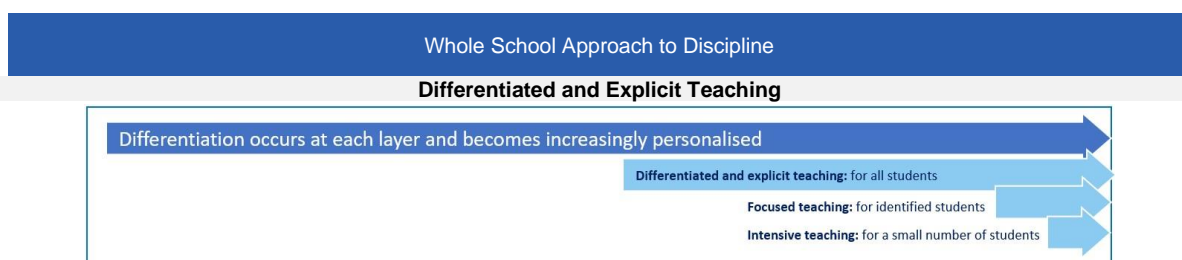 Whole School Approach to Discipline
Differentiated and Explicit Teaching
Differentiation occurs at each layer and becomes increasingly personalised
Differentiated and explicit teaching: for all students
Focused teaching: for identified students
Intensive teaching: for a small number of students